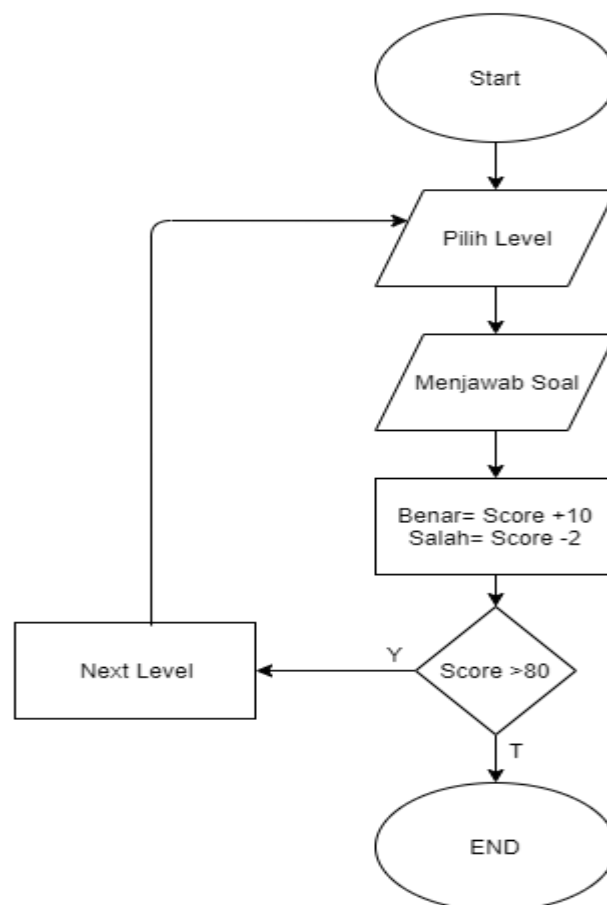 Start
Pilih Level
Menjawab Soal
Benar= Score +10
Salah= Score -2
Score >80
Y
Next Level
T
END